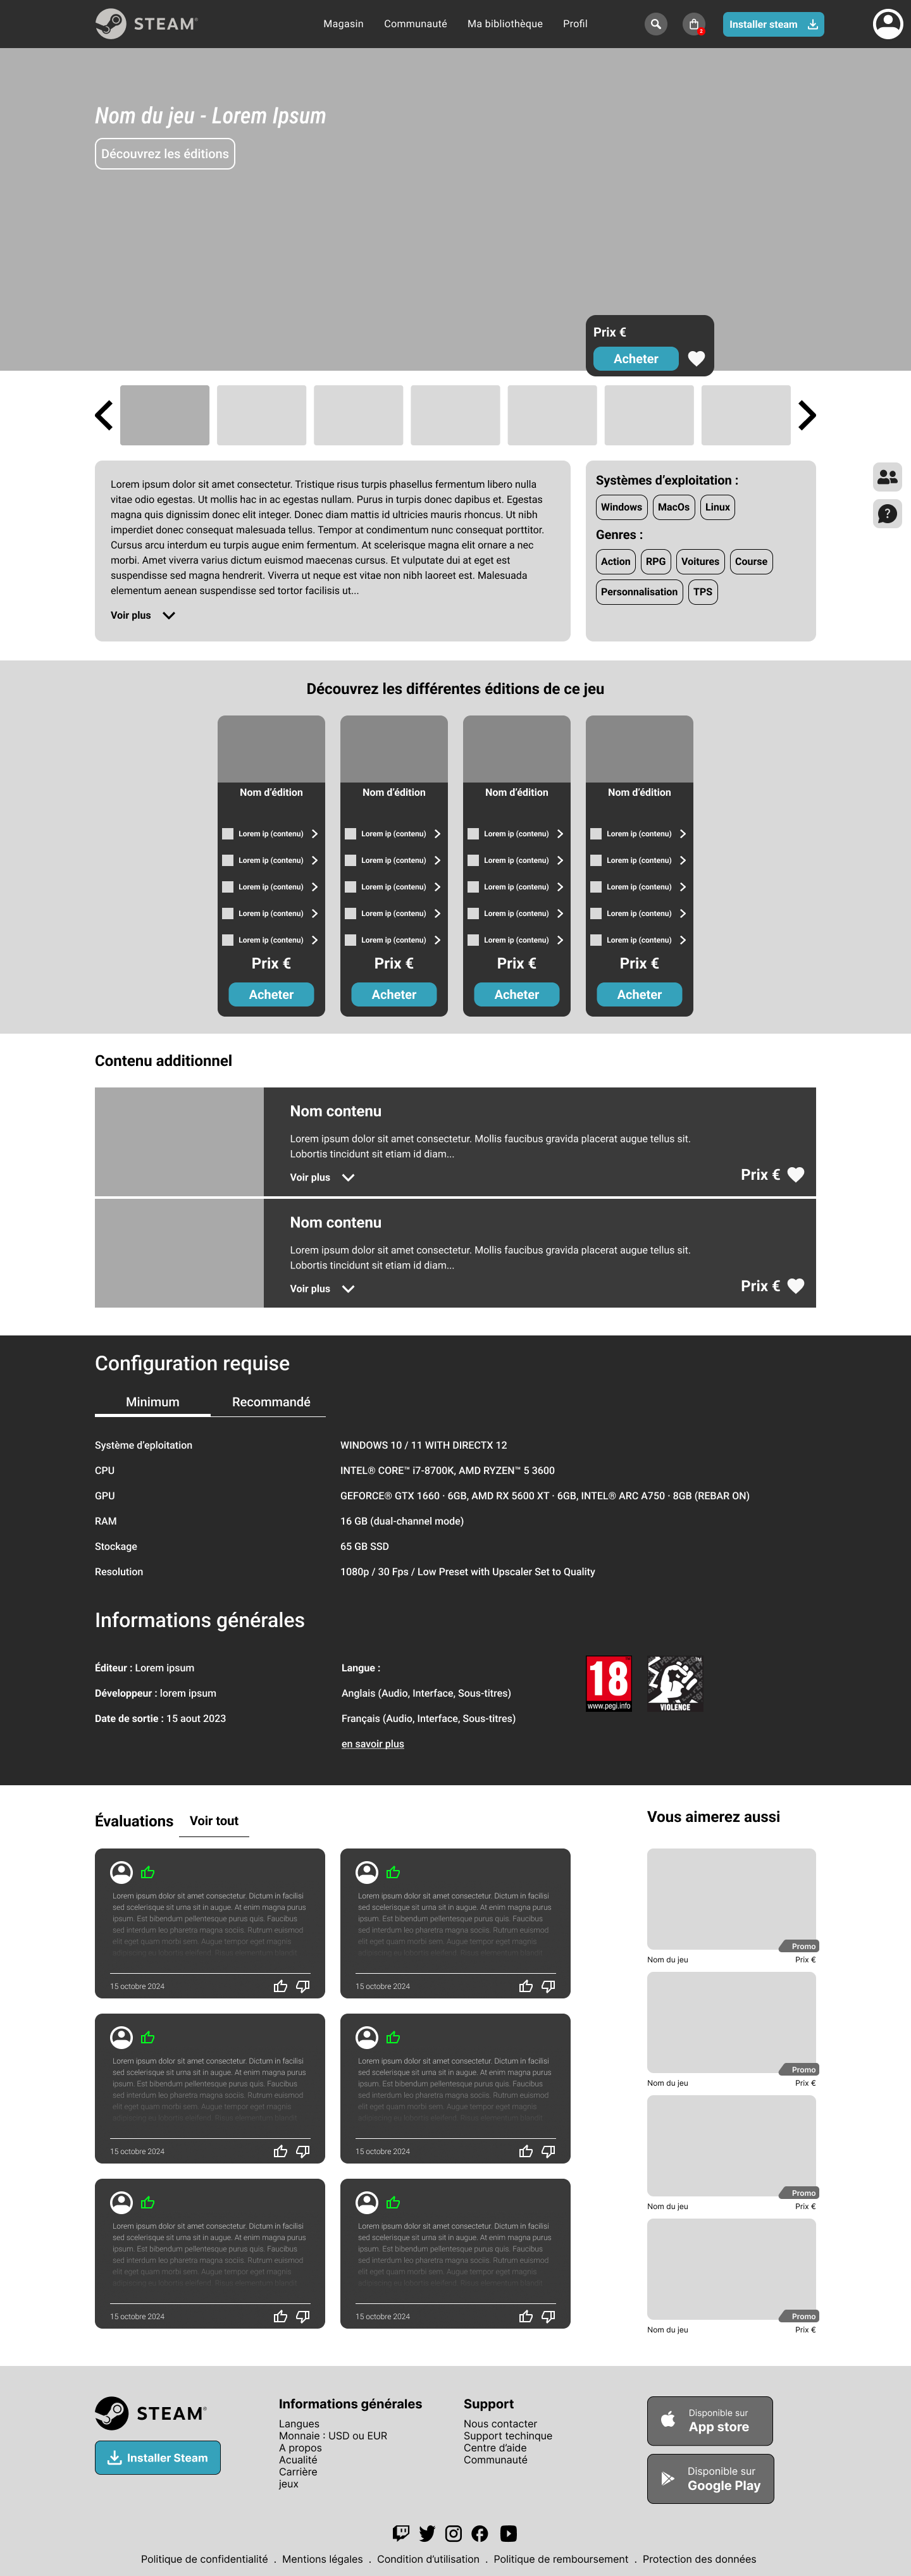 STEAM®
Magasin
Communauté
Ma bibliothèque
Profil
2
Installer steam
Nom du jeu - Lorem Ipsum
Découvrez les éditions
Prix €
Acheter
Lorem ipsum dolor sit amet consectetur. Tristique risus turpis phasellus fermentum libero nulla
vitae odio egestas. Ut mollis hac in ac egestas nullam. Purus in turpis donec dapibus et. Egestas
magna quis dignissim donec elit integer. Donec diam mattis id ultricies mauris rhoncus. Ut nibh
imperdiet donec consequat malesuada tellus. Tempor at condimentum nunc consequat porttitor.
Cursus arcu interdum eu turpis augue enim fermentum. At scelerisque magna elit ornare a nec
morbi. Amet viverra varius dictum euismod maecenas cursus. Et vulputate dui at eget est
suspendisse sed magna hendrerit. Viverra ut neque est vitae non nibh laoreet est. Malesuada
elementum aenean suspendisse sed tortor facilisis ut...
Voir plus
Systèmes d'exploitation :
Windows
MacOs
Linux
Genres :
Action
RPG
Voitures
Course
Personnalisation
TPS
?
Découvrez les différentes éditions de ce jeu
Nom d'édition
Lorem ip (contenu)
Lorem ip (contenu)
Lorem ip (contenu)
Lorem ip (contenu)
Lorem ip (contenu)
Prix €
Acheter
Nom d'édition
Lorem ip (contenu)
Lorem ip (contenu)
Lorem ip (contenu)
Lorem ip (contenu)
Lorem ip (contenu)
Prix €
Acheter
Nom d'édition
Lorem ip (contenu)
Lorem ip (contenu)
Lorem ip (contenu)
Lorem ip (contenu)
Lorem ip (contenu)
Prix €
Acheter
Nom d'édition
Lorem ip (contenu)
Lorem ip (contenu)
Lorem ip (contenu)
Lorem ip (contenu)
Lorem ip (contenu)
Prix €
Acheter
Contenu additionnel
Nom contenu
Lorem ipsum dolor sit amet consectetur. Mollis faucibus gravida placerat augue tellus sit.
Lobortis tincidunt sit etiam id diam...
Voir plus
Prix €
Nom contenu
Lorem ipsum dolor sit amet consectetur. Mollis faucibus gravida placerat augue tellus sit.
Lobortis tincidunt sit etiam id diam...
Voir plus
Prix €
Configuration requise
Minimum
Recommandé
Système d'eploitation
WINDOWS 10 / 11 WITH DIRECTX 12
CPU
INTEL® CORE™ i7-8700K, AMD RYZEN™ 5 3600
GPU
GEFORCE® GTX 1660 · 6GB, AMD RX 5600 XT · 6GB, INTEL® ARC A750 · 8GB (REBAR ON)
RAM
16 GB (dual-channel mode)
Stockage
65 GB SSD
Resolution
1080p / 30 Fps / Low Preset with Upscaler Set to Quality
Informations générales
Éditeur : Lorem ipsum
Développeur : lorem ipsum
Date de sortie : 15 aout 2023
Langue :
Anglais (Audio, Interface, Sous-titres)
Français (Audio, Interface, Sous-titres)
en savoir plus
18
www.pegi.info
VIOLENCE
Évaluations
Voir tout
Lorem ipsum dolor sit amet consectetur. Dictum in facilisi
sed scelerisque sit urna sit in augue. At enim magna purus
ipsum. Est bibendum pellentesque purus quis. Faucibus
sed interdum leo pharetra magna sociis. Rutrum euismod
elit eget quam morbi sem. Augue tempor eget magnis
15 octobre 2024
Lorem ipsum dolor sit amet consectetur. Dictum in facilisi
sed scelerisque sit urna sit in augue. At enim magna purus
ipsum. Est bibendum pellentesque purus quis. Faucibus
sed interdum leo pharetra magna sociis. Rutrum euismod
elit eget quam morbi sem. Augue tempor eget magnis
15 octobre 2024
Lorem ipsum dolor sit amet consectetur. Dictum in facilisi
sed scelerisque sit urna sit in augue. At enim magna purus
ipsum. Est bibendum pellentesque purus quis. Faucibus
sed interdum leo pharetra magna sociis. Rutrum euismod
elit eget quam morbi sem. Augue tempor eget magnis
15 octobre 2024
Lorem ipsum dolor sit amet consectetur. Dictum in facilisi
sed scelerisque sit urna sit in augue. At enim magna purus
ipsum. Est bibendum pellentesque purus quis. Faucibus
sed interdum leo pharetra magna sociis. Rutrum euismod
elit eget quam morbi sem. Augue tempor eget magnis
15 octobre 2024
Lorem ipsum dolor sit amet consectetur. Dictum in facilisi
sed scelerisque sit urna sit in augue. At enim magna purus
ipsum. Est bibendum pellentesque purus quis. Faucibus
sed interdum leo pharetra magna sociis. Rutrum euismod
elit eget quam morbi sem. Augue tempor eget magnis
15 octobre 2024
Lorem ipsum dolor sit amet consectetur. Dictum in facilisi
sed scelerisque sit urna sit in augue. At enim magna purus
ipsum. Est bibendum pellentesque purus quis. Faucibus
sed interdum leo pharetra magna sociis. Rutrum euismod
elit eget quam morbi sem. Augue tempor eget magnis
15 octobre 2024
Vous aimerez aussi
Promo
Nom du jeu
Prix €
Promo
Nom du jeu
Prix €
Promo
Nom du jeu
Prix €
Promo
Nom du jeu
Prix €
STEAM®
Installer Steam
Informations générales
Langues
Monnaie : USD ou EUR
A propos
Acualité
Carrière
jeux
Support
Nous contacter
Support techinque
Centre d'aide
Communauté
Disponible sur
App store
Disponible sur
Google Play
Politique de confidentialité . Mentions légales . Condition d'utilisation . Politique de remboursement . Protection des données